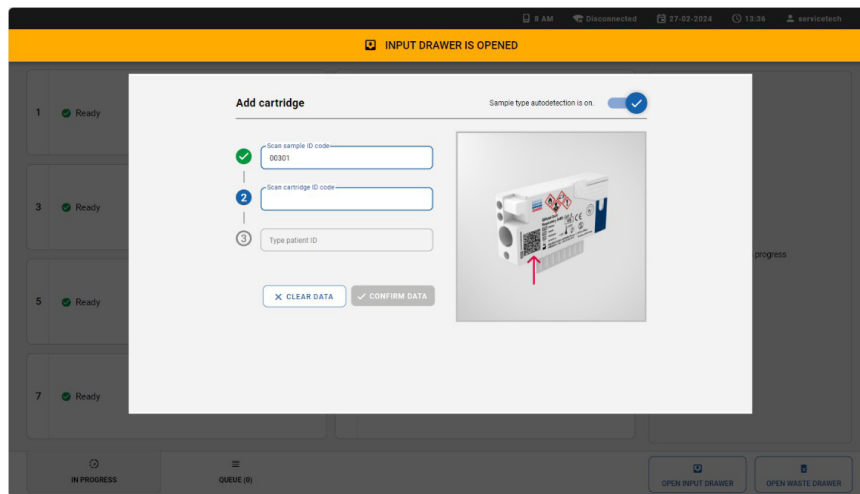 8 AM Disconnected 27-02-2024 13:36 servicetech
INPUT DRAWER IS OPENED
Add cartridge
Sample type autodetection is on.
1 Ready
Scan sample ID code
00301
2 Scan cartridge ID code
3 Type patient ID
3 Ready
progress
CLEAR DATA CONFIRM DATA
5 Ready
7 Ready
IN PROGRESS QUEUE (0) OPEN INPUT DRAWER OPEN WASTE DRAWER